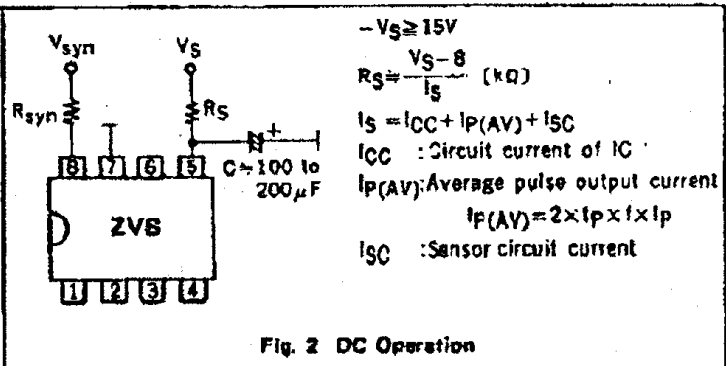 Vsyn
VS
Rsyn
RS
+
C≒100 to
200μF
8 7 6 5
ZVS
1 2 3 4
-VS≧15V
RS≒ VS-8 / IS (kΩ)
IS=ICC+IP(AV)+ISC
ICC :Circuit current of IC
IP(AV):Average pulse output current
IP(AV)=2×tp×f×Ip
ISC :Sansor circuit current
Fig. 2 DC Operation